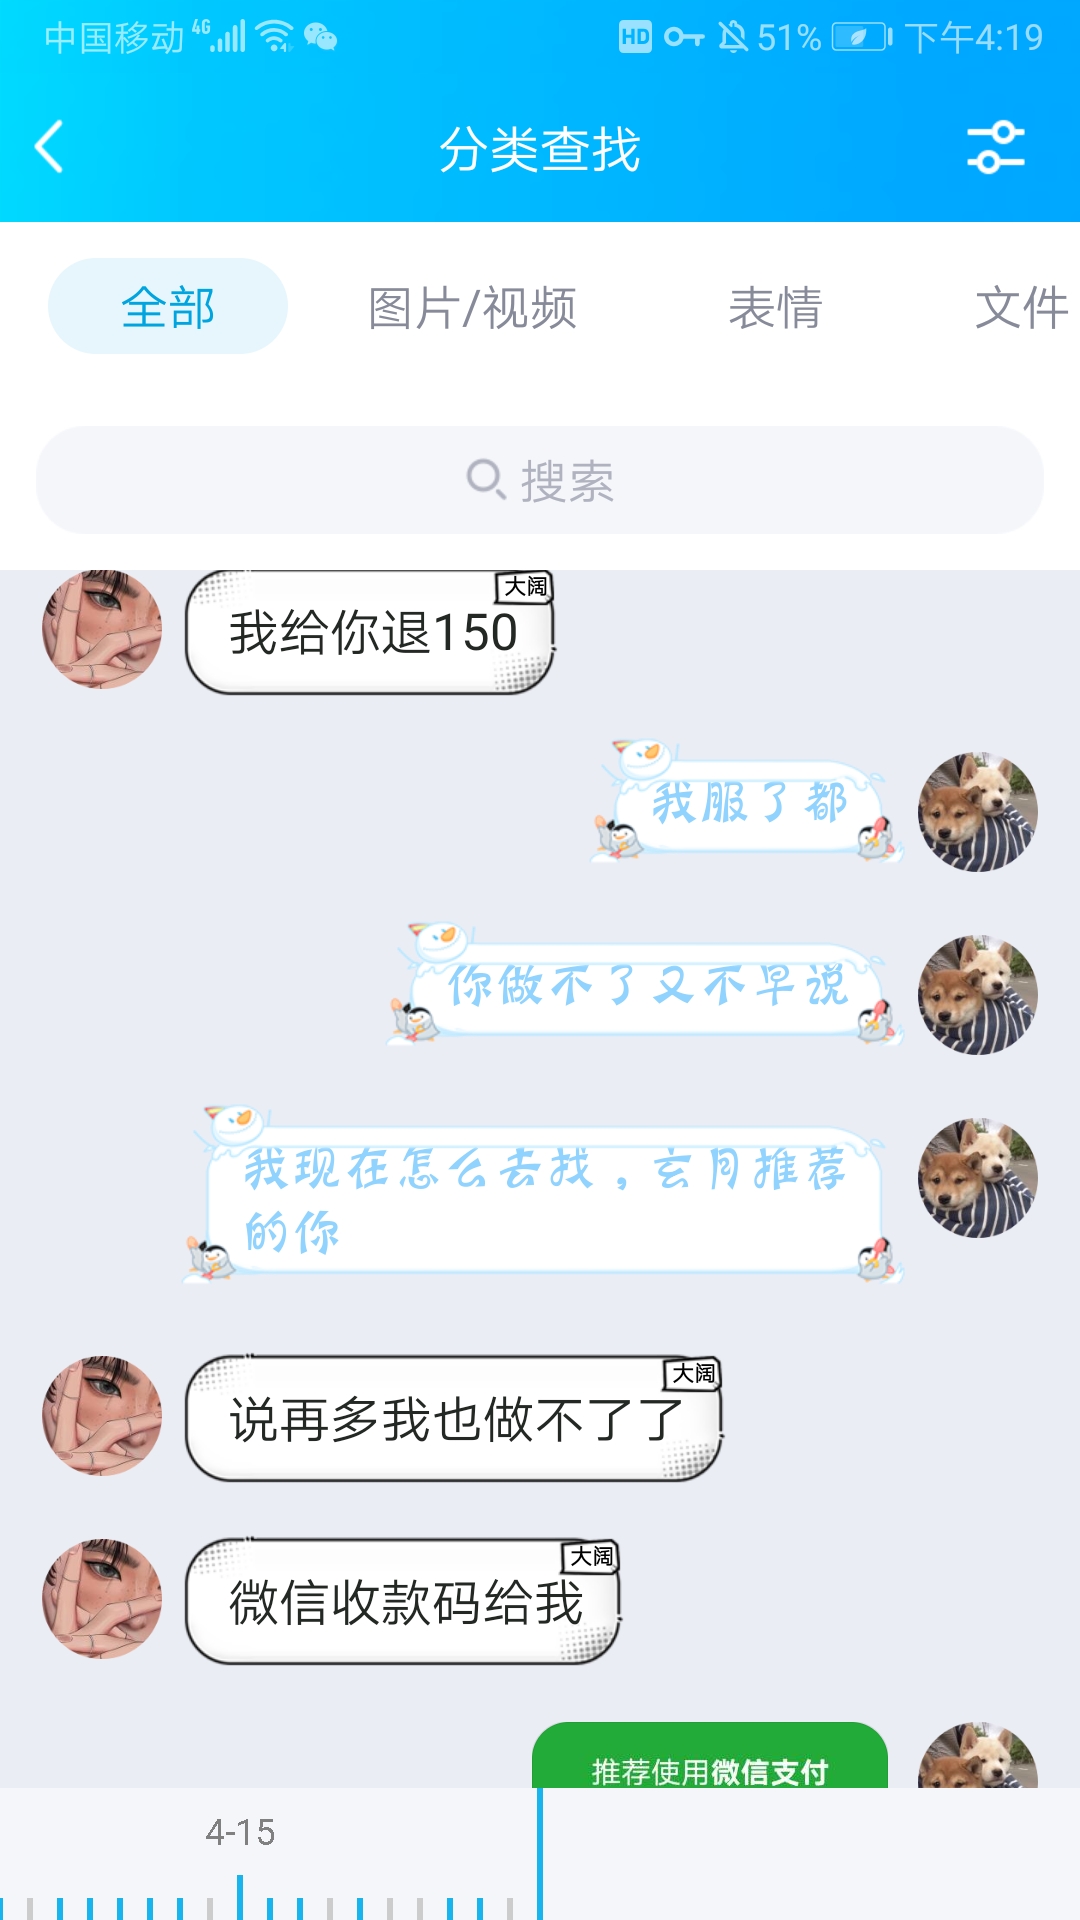 中国移动 4G HD 51% 下午4:19
分类查找
全部 图片/视频 表情 文件
搜索
大阔
我给你退150
我服了都
你做不了又不早说
我现在怎么去找，玄月推荐
的你
大阔
说再多我也做不了了
大阔
微信收款码给我
推荐使用微信支付
4-15